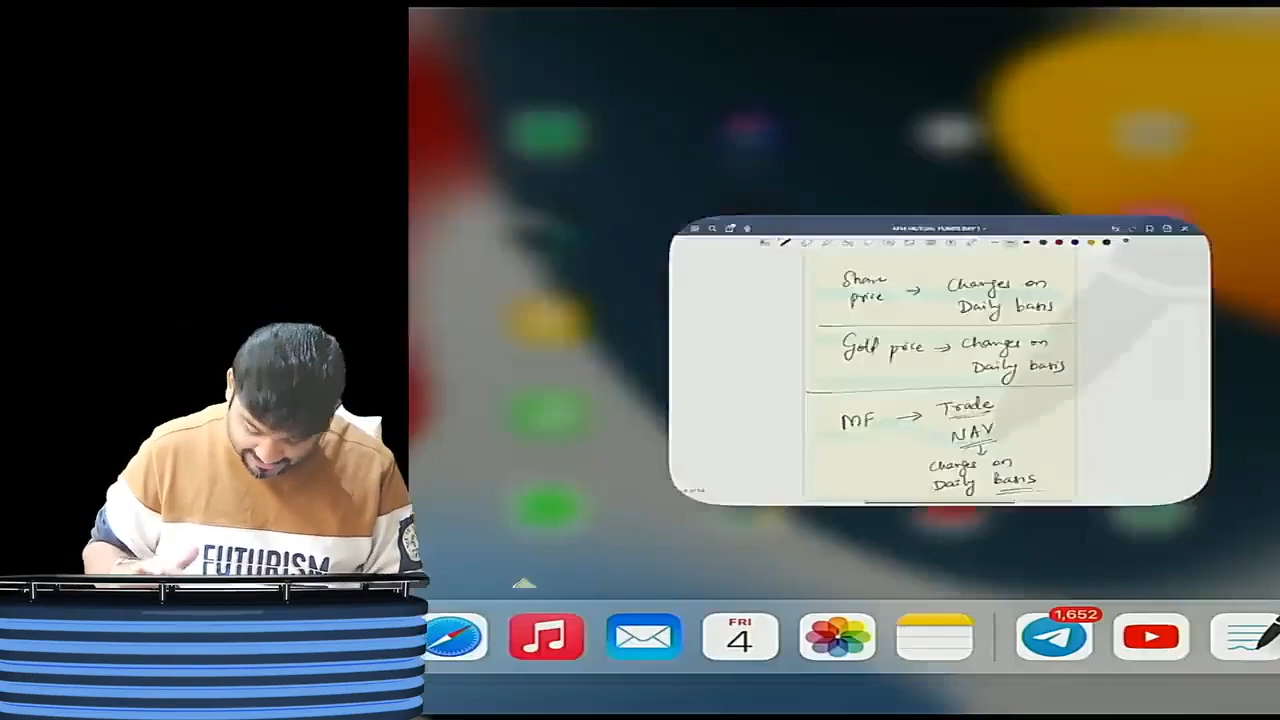 Share
price → Changes on
Daily basis
Gold price → Changes on
Daily basis
MF → Trade
NAV
Changes on
Daily basis
FUTURISM
FRI
4
1,652